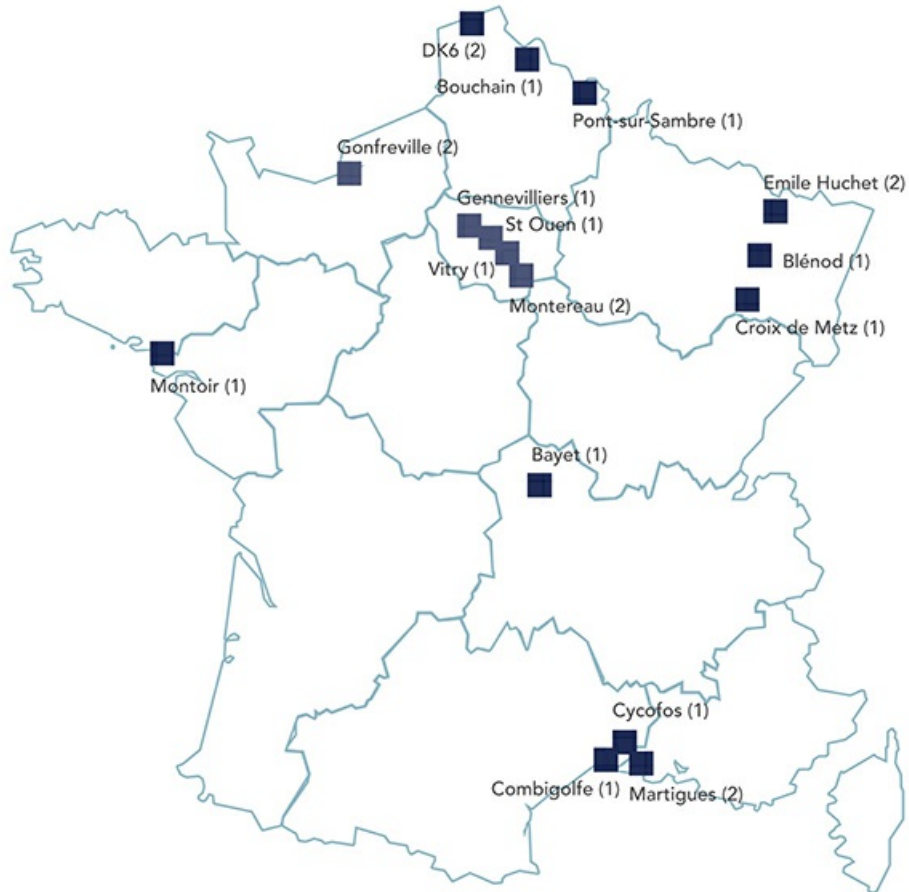 DK6 (2)
Bouchain (1)
Pont-sur-Sambre (1)
Gonfreville (2)
Emile Huchet (2)
Gennevilliers (1)
St Ouen (1)
Vitry (1)
Blénod (1)
Montereau (2)
Croix de Metz (1)
Montoir (1)
Bayet (1)
Cycofos (1)
Combigolfe (1)
Martigues (2)